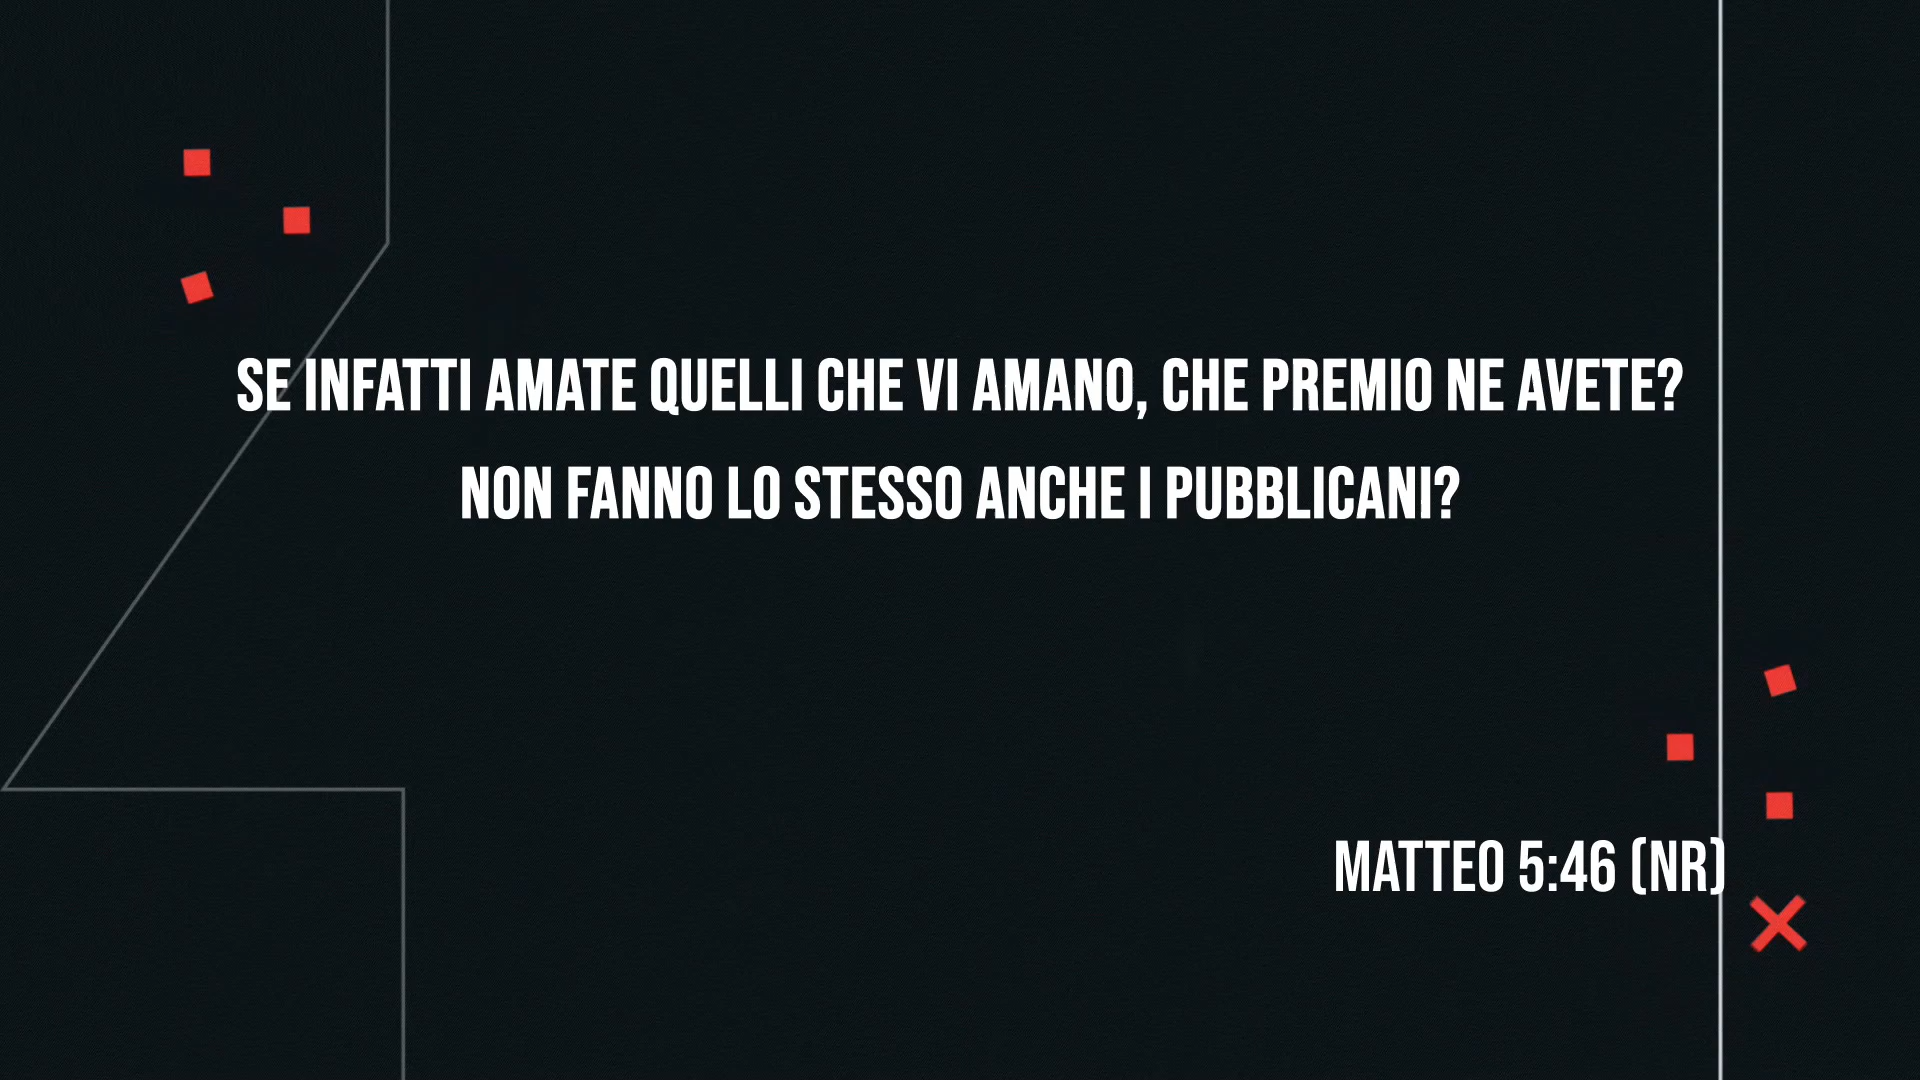 SE INFATTI AMATE QUELLI CHE VI AMANO, CHE PREMIO NE AVETE?
NON FANNO LO STESSO ANCHE I PUBBLICANI?
MATTEO 5:46 (NR)